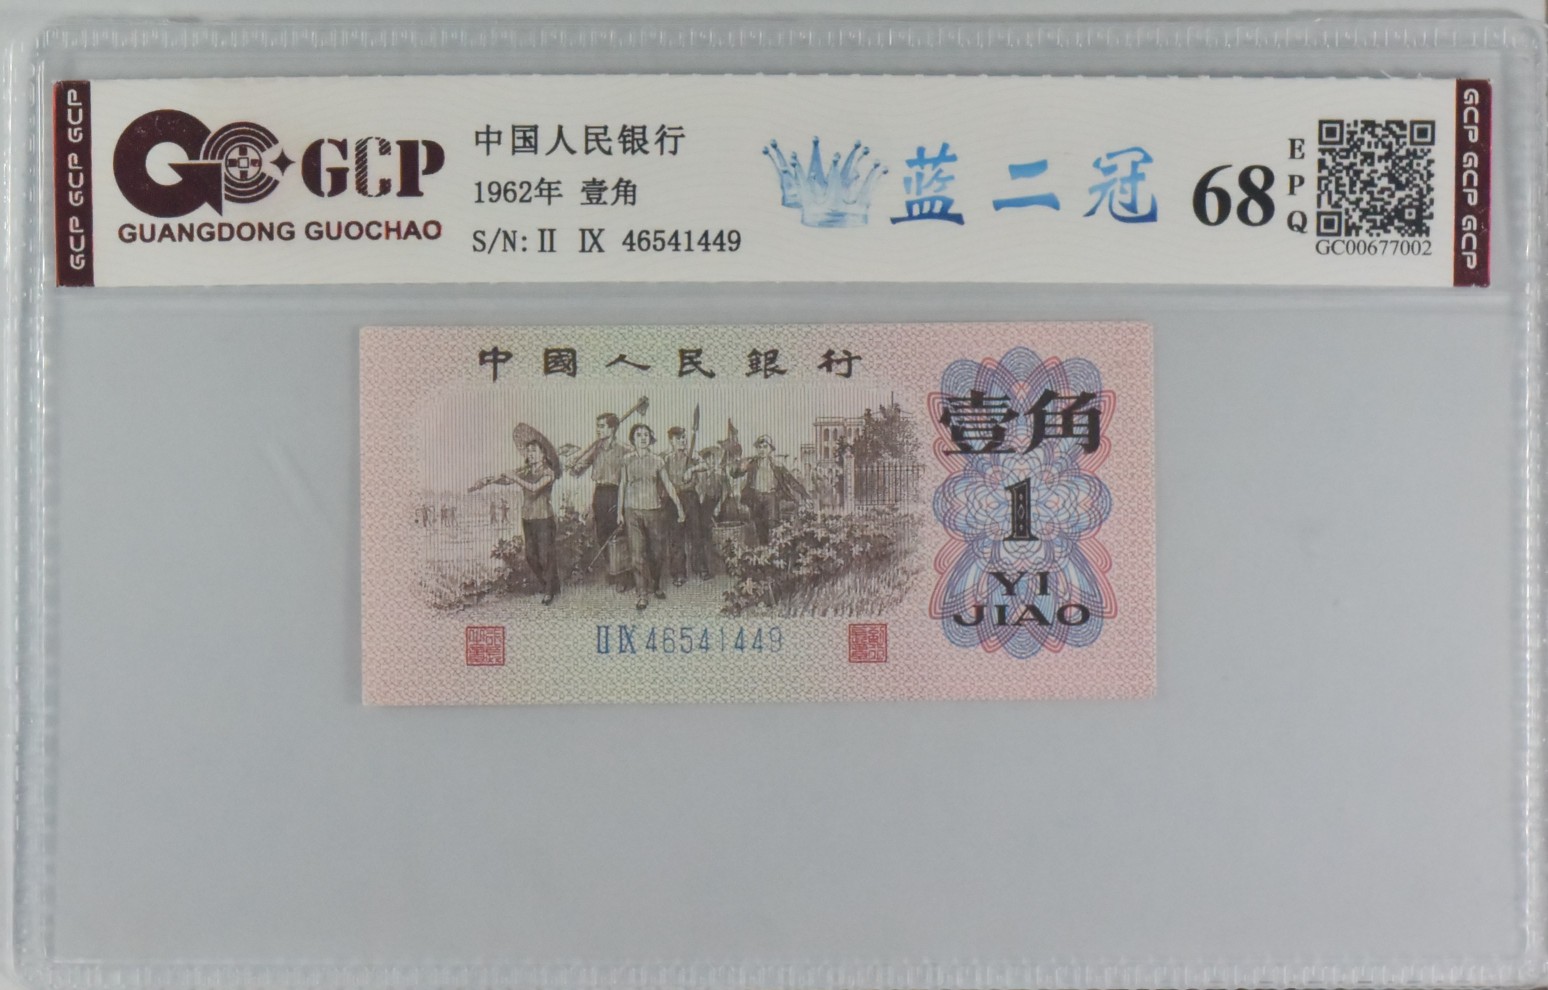 GCP GCP GCP
GCP
GUANGDONG GUOCHAO
中国人民银行
1962年 壹角
S/N: II IX 46541449
蓝二冠
68
EPQ
GC00677002
GCP GCP GCP
中國人民銀行
壹角
1
YI
JIAO
II IX 46541449